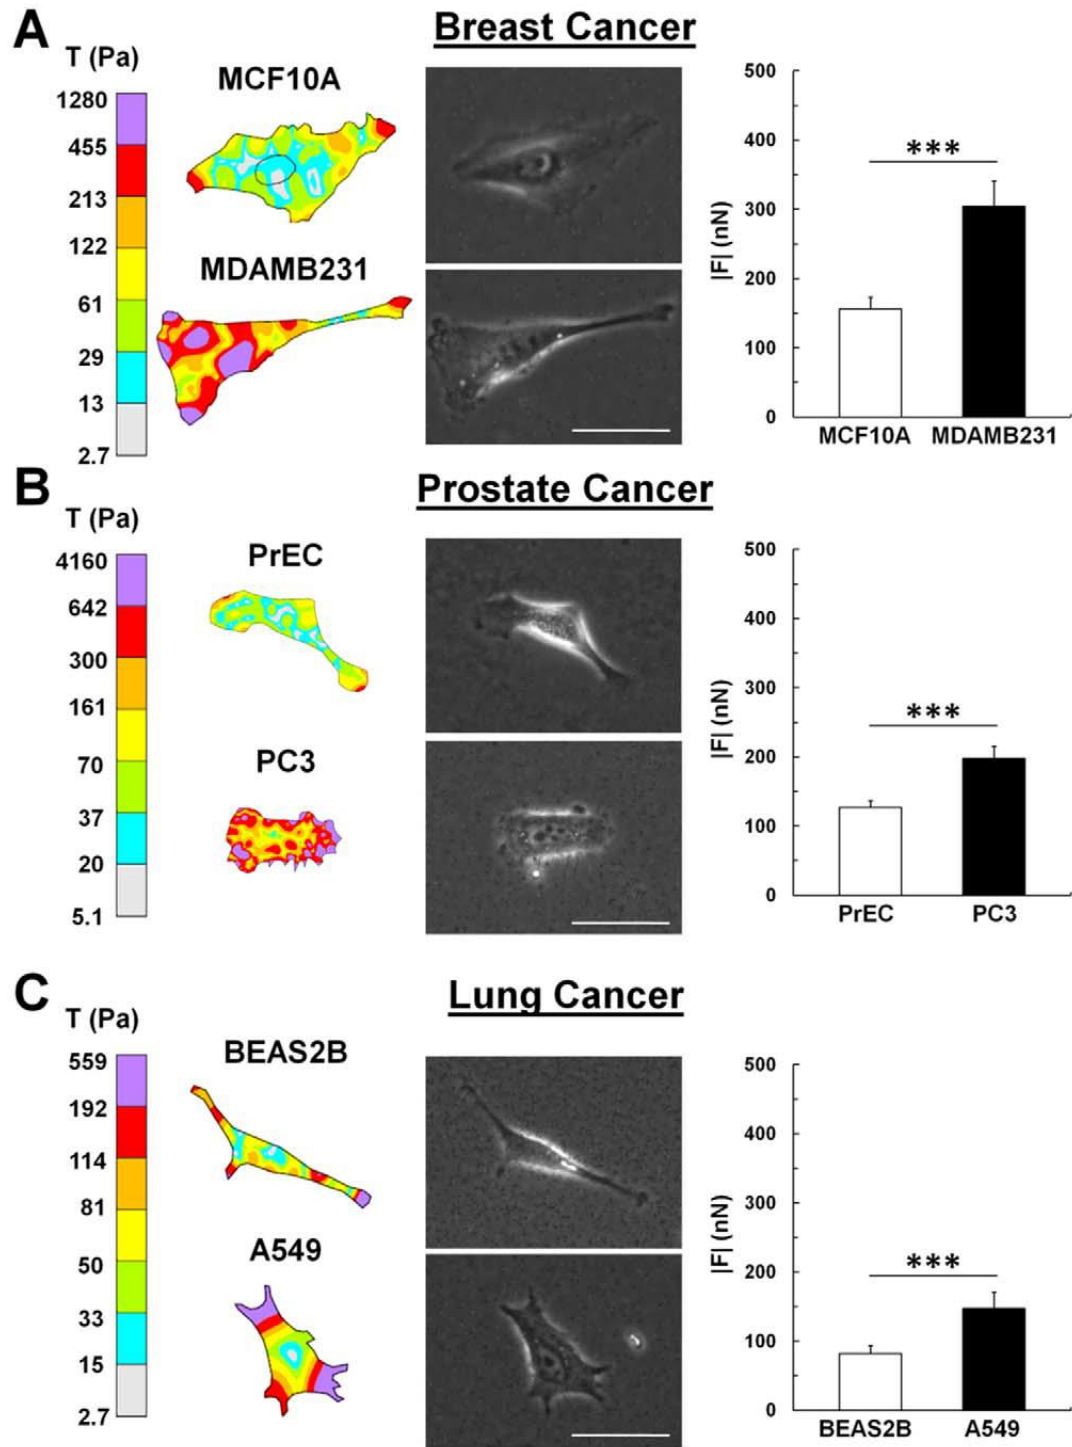 A
Breast Cancer
T (Pa)
1280
455
213
122
61
29
13
2.7
MCF10A
MDAMB231
500
400
300
200
100
0
|F| (nN)
***
MCF10A MDAMB231
B
Prostate Cancer
T (Pa)
4160
642
300
161
70
37
20
5.1
PrEC
PC3
500
400
300
200
100
0
|F| (nN)
***
PrEC PC3
C
Lung Cancer
T (Pa)
559
192
114
81
50
33
15
2.7
BEAS2B
A549
500
400
300
200
100
0
|F| (nN)
***
BEAS2B A549